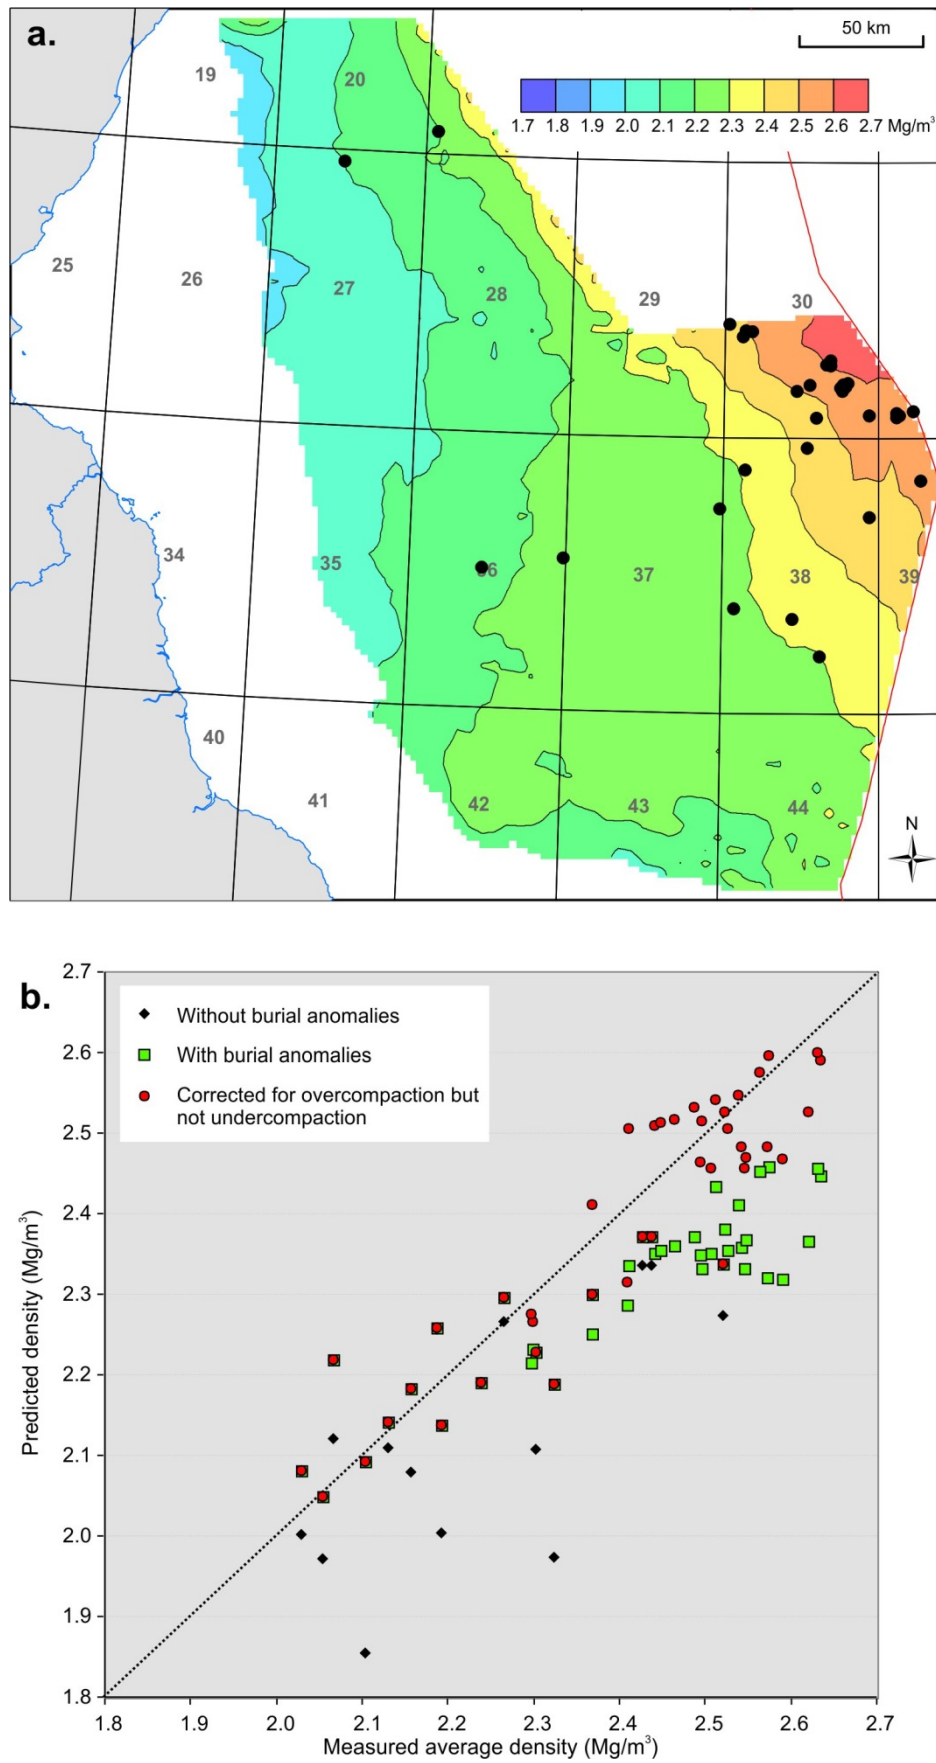 a.
50 km
19
20
1.7 1.8 1.9 2.0 2.1 2.2 2.3 2.4 2.5 2.6 2.7 Mg/m³
25
26
27
28
29
30
34
35
36
37
38
39
40
41
42
43
44
N
b.
2.7
2.6
2.5
2.4
2.3
2.2
2.1
2.0
1.9
1.8
Predicted density (Mg/m³)
Without burial anomalies
With burial anomalies
Corrected for overcompaction but
not undercompaction
1.8 1.9 2.0 2.1 2.2 2.3 2.4 2.5 2.6 2.7
Measured average density (Mg/m³)